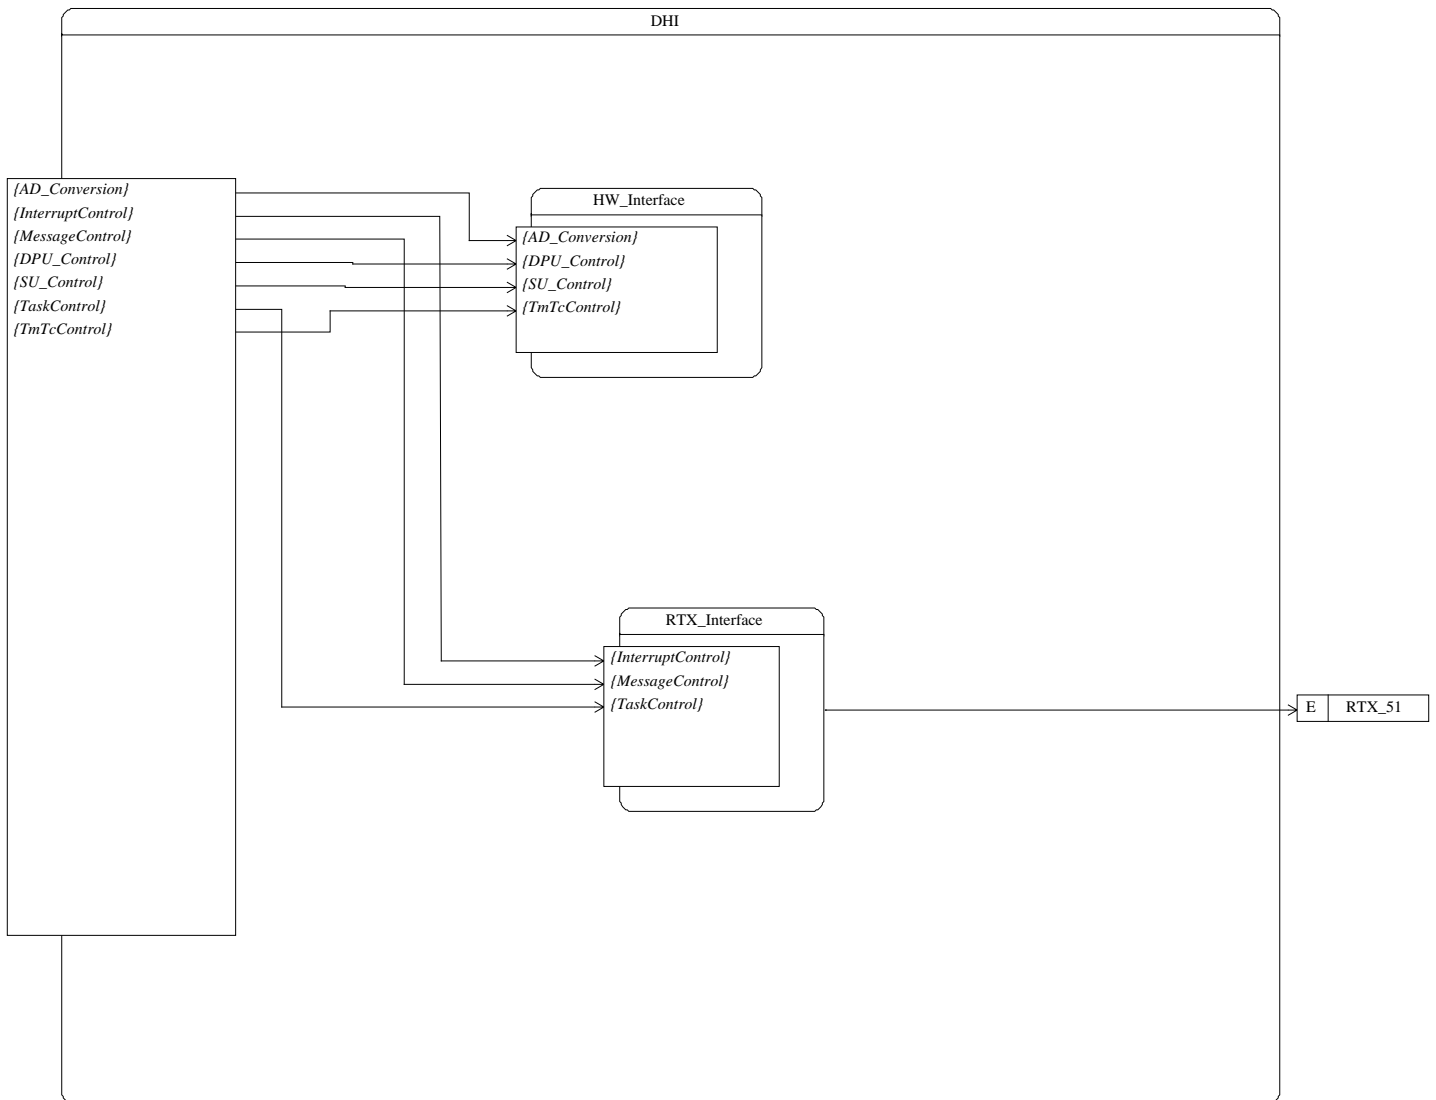 DHI
{AD_Conversion}
{InterruptControl}
{MessageControl}
{DPU_Control}
{SU_Control}
{TaskControl}
{TmTcControl}
HW_Interface
{AD_Conversion}
{DPU_Control}
{SU_Control}
{TmTcControl}
RTX_Interface
{InterruptControl}
{MessageControl}
{TaskControl}
E RTX_51